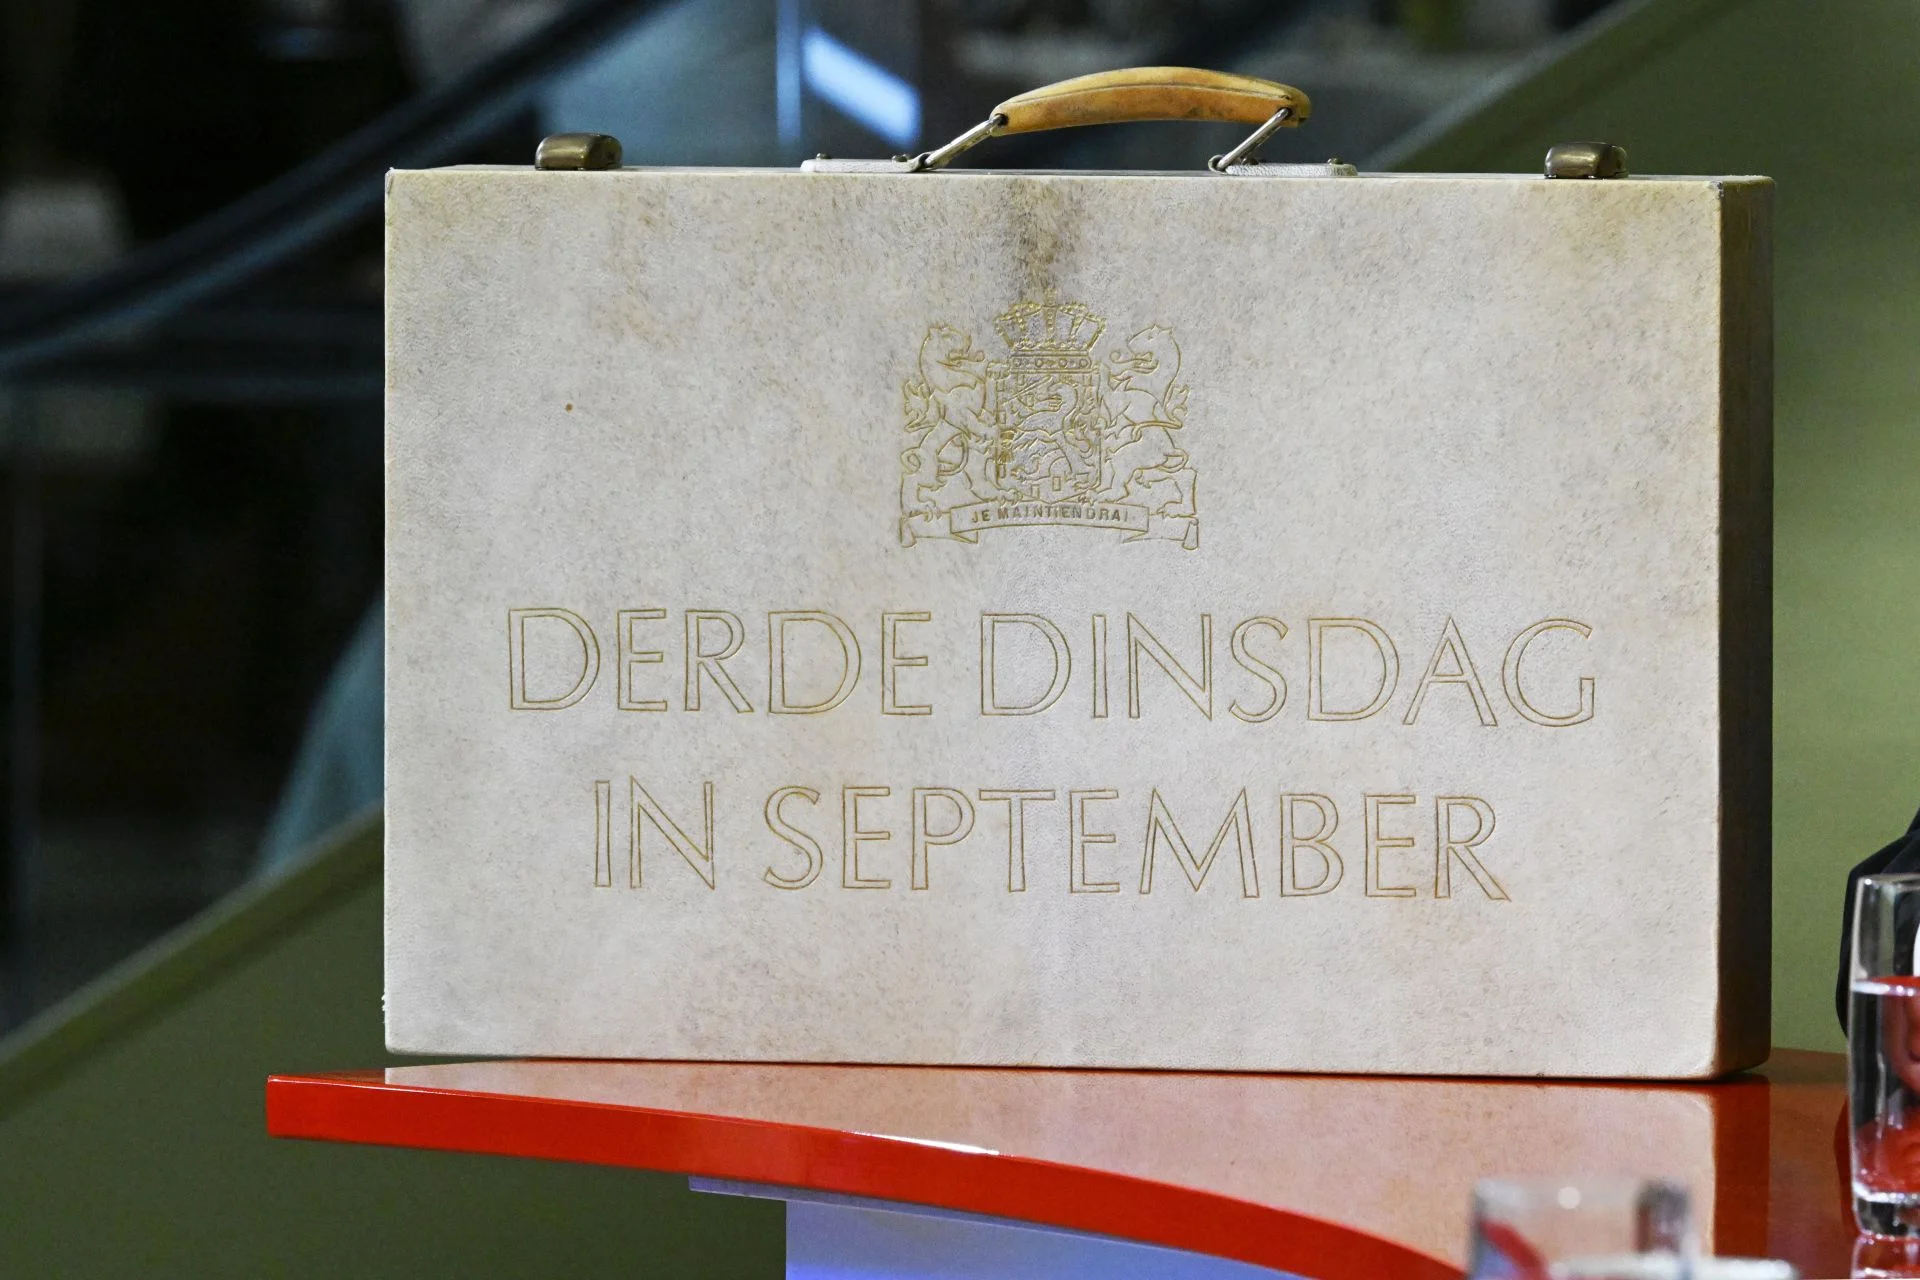 JE MAINTIENDRAI
DERDE DINSDAG
IN SEPTEMBER